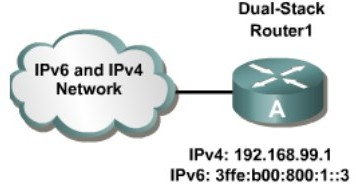 Dual-Stack
Router1
IPv6 and IPv4
Network
A
IPv4: 192.168.99.1
IPv6: 3ffe:b00:800:1::3